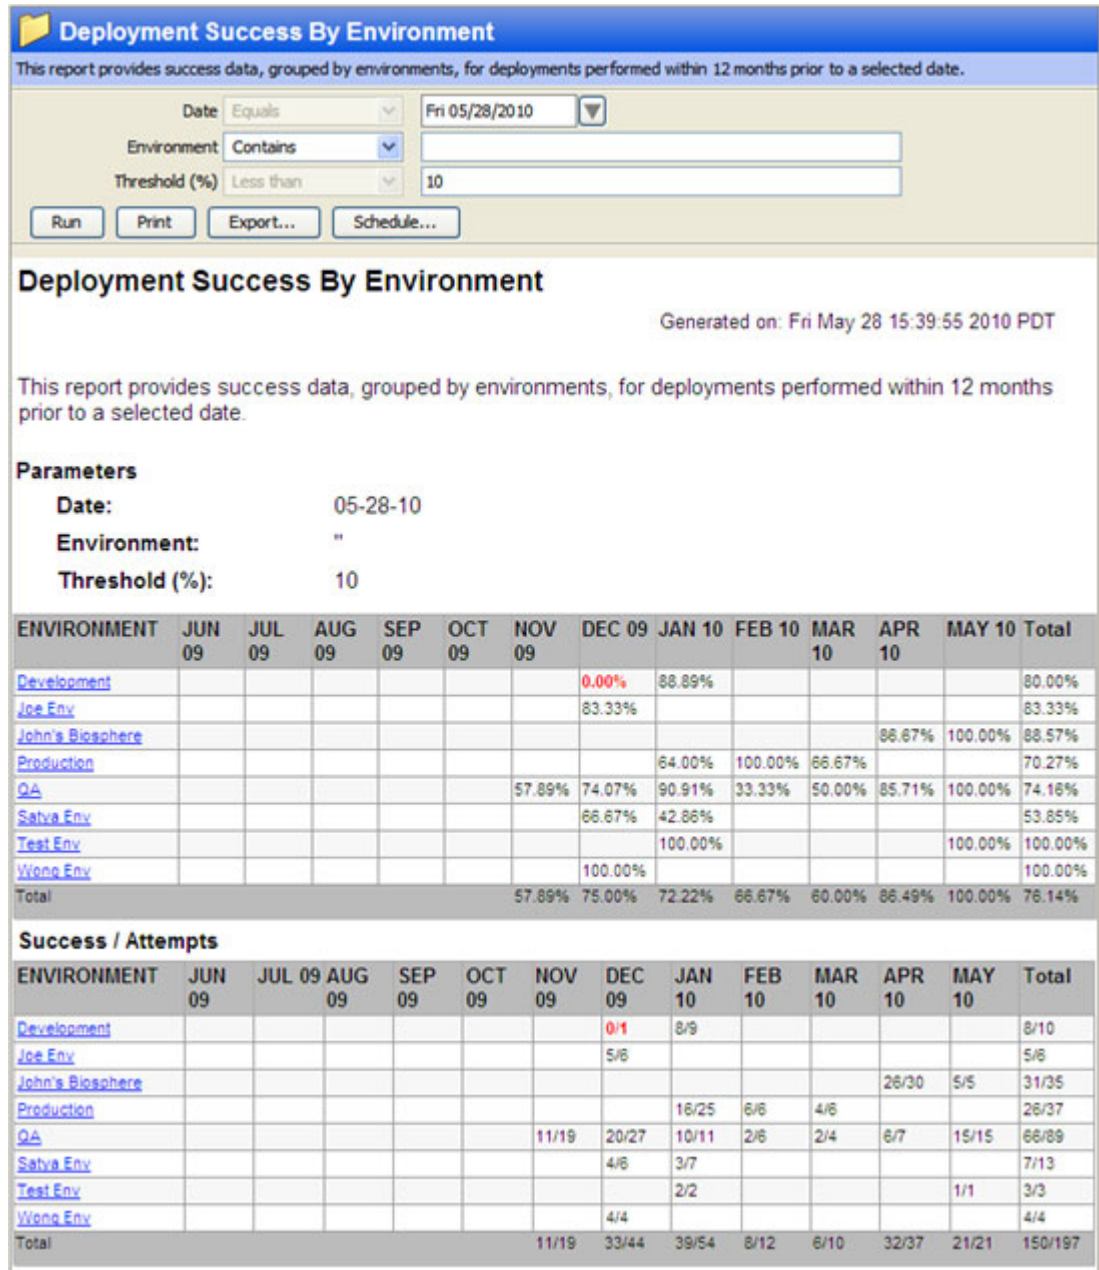 Deployment Success By Environment
This report provides success data, grouped by environments, for deployments performed within 12 months prior to a selected date.
Date Equals Fri 05/28/2010
Environment Contains
Threshold (%) Less than 10
Run Print Export... Schedule...
Deployment Success By Environment
Generated on: Fri May 28 15:39:55 2010 PDT
This report provides success data, grouped by environments, for deployments performed within 12 months
prior to a selected date.
Parameters
Date: 05-28-10
Environment: "
Threshold (%): 10
ENVIRONMENT JUN 09 JUL 09 AUG 09 SEP 09 OCT 09 NOV 09 DEC 09 JAN 10 FEB 10 MAR 10 APR 10 MAY 10 Total
Development 0.00% 88.89% 80.00%
Joe Env 83.33% 83.33%
John's Biosphere 86.67% 100.00% 88.57%
Production 64.00% 100.00% 66.67% 70.27%
QA 57.89% 74.07% 90.91% 33.33% 50.00% 85.71% 100.00% 74.16%
Satya Env 66.67% 42.86% 53.85%
Test Env 100.00% 100.00% 100.00%
Wong Env 100.00% 100.00%
Total 57.89% 75.00% 72.22% 66.67% 60.00% 86.49% 100.00% 76.14%
Success / Attempts
ENVIRONMENT JUN 09 JUL 09 AUG 09 SEP 09 OCT 09 NOV 09 DEC 09 JAN 10 FEB 10 MAR 10 APR 10 MAY 10 Total
Development 0/1 8/9 8/10
Joe Env 5/6 5/6
John's Biosphere 26/30 5/5 31/35
Production 16/25 6/6 4/6 26/37
QA 11/19 20/27 10/11 2/6 2/4 6/7 15/15 66/89
Satya Env 4/6 3/7 7/13
Test Env 2/2 1/1 3/3
Wong Env 4/4 4/4
Total 11/19 33/44 39/54 8/12 6/10 32/37 21/21 150/197